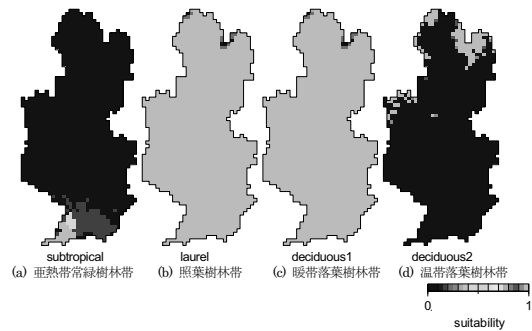 subtropical laurel deciduous1 deciduous2
(a) 亜熱帯常緑樹林帯 (b) 照葉樹林帯 (c) 暖帯落葉樹林帯 (d) 温帯落葉樹林帯
0 1
suitability